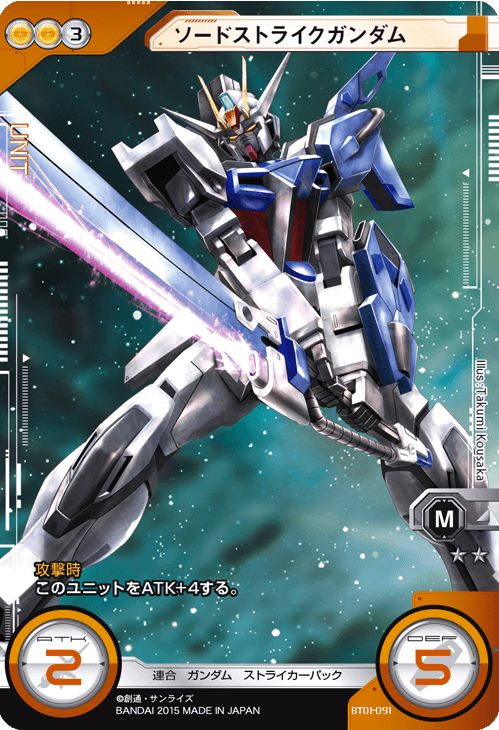 3
ソードストライクガンダム
UNIT
Illus:Takumi Kousaka
M
攻撃時
このユニットをATK+4する。
ATK
2
DEF
5
連合 ガンダム ストライカーパック
©創通・サンライズ
BANDAI 2015 MADE IN JAPAN
BT01-091